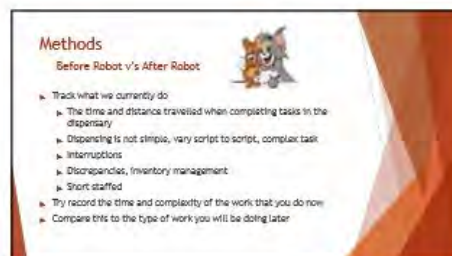 Methods
Before Robot v's After Robot
Track what we currently do
The time and distance travelled when completing tasks in the
dispensary
Dispensing is not simple, vary script to script, complex task
Interruptions
Discrepancies, inventory management
Short staffed
Try record the time and complexity of the work that you do now
Compare this to the type of work you will be doing later